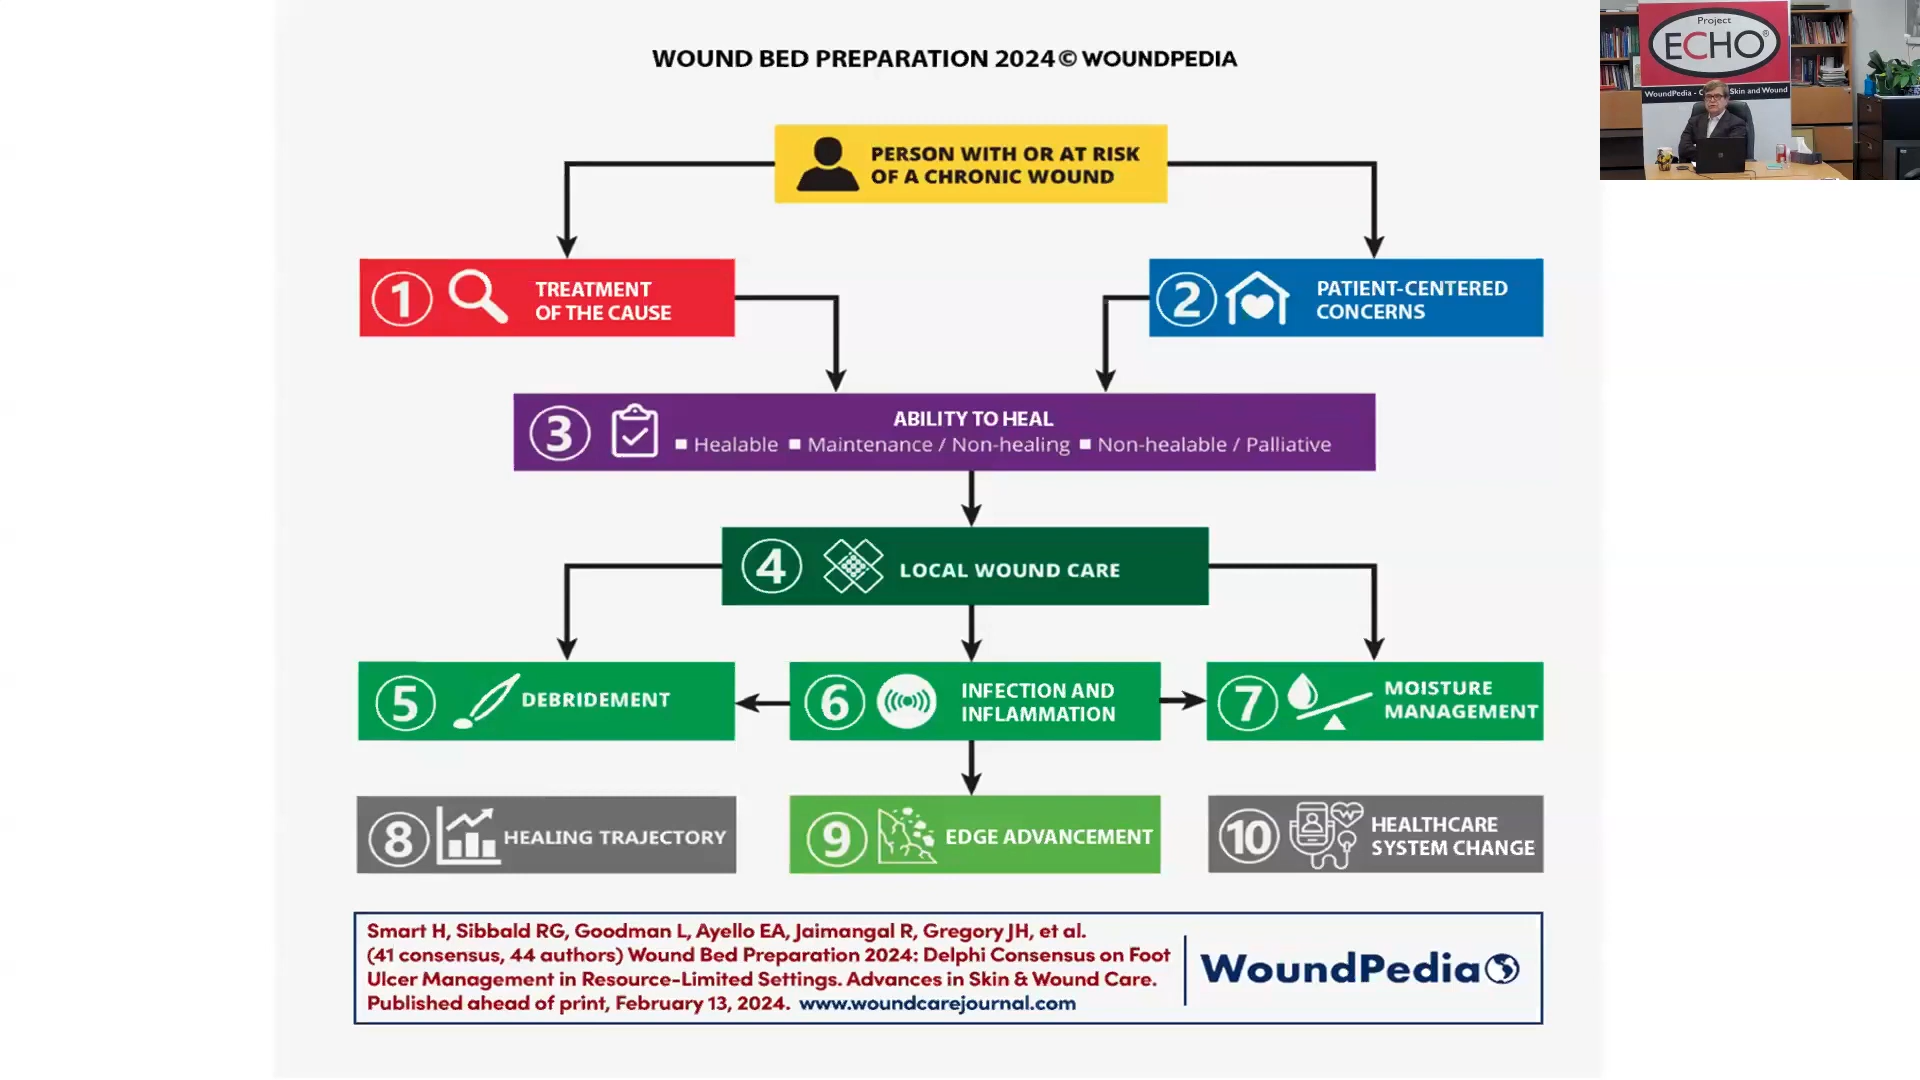 WOUND BED PREPARATION 2024© WOUNDPEDIA
Project
ECHO®
WoundPedia - C Skin and Wound
PERSON WITH OR AT RISK
OF A CHRONIC WOUND
1 TREATMENT
OF THE CAUSE
2 PATIENT-CENTERED
CONCERNS
3 ABILITY TO HEAL
■ Healable ■ Maintenance / Non-healing ■ Non-healable / Palliative
4 LOCAL WOUND CARE
5 DEBRIDEMENT
6 INFECTION AND
INFLAMMATION
7 MOISTURE
MANAGEMENT
8 HEALING TRAJECTORY
9 EDGE ADVANCEMENT
10 HEALTHCARE
SYSTEM CHANGE
Smart H, Sibbald RG, Goodman L, Ayello EA, Jaimangal R, Gregory JH, et al.
(41 consensus, 44 authors) Wound Bed Preparation 2024: Delphi Consensus on Foot
Ulcer Management in Resource-Limited Settings. Advances in Skin & Wound Care.
Published ahead of print, February 13, 2024. www.woundcarejournal.com
WoundPedia